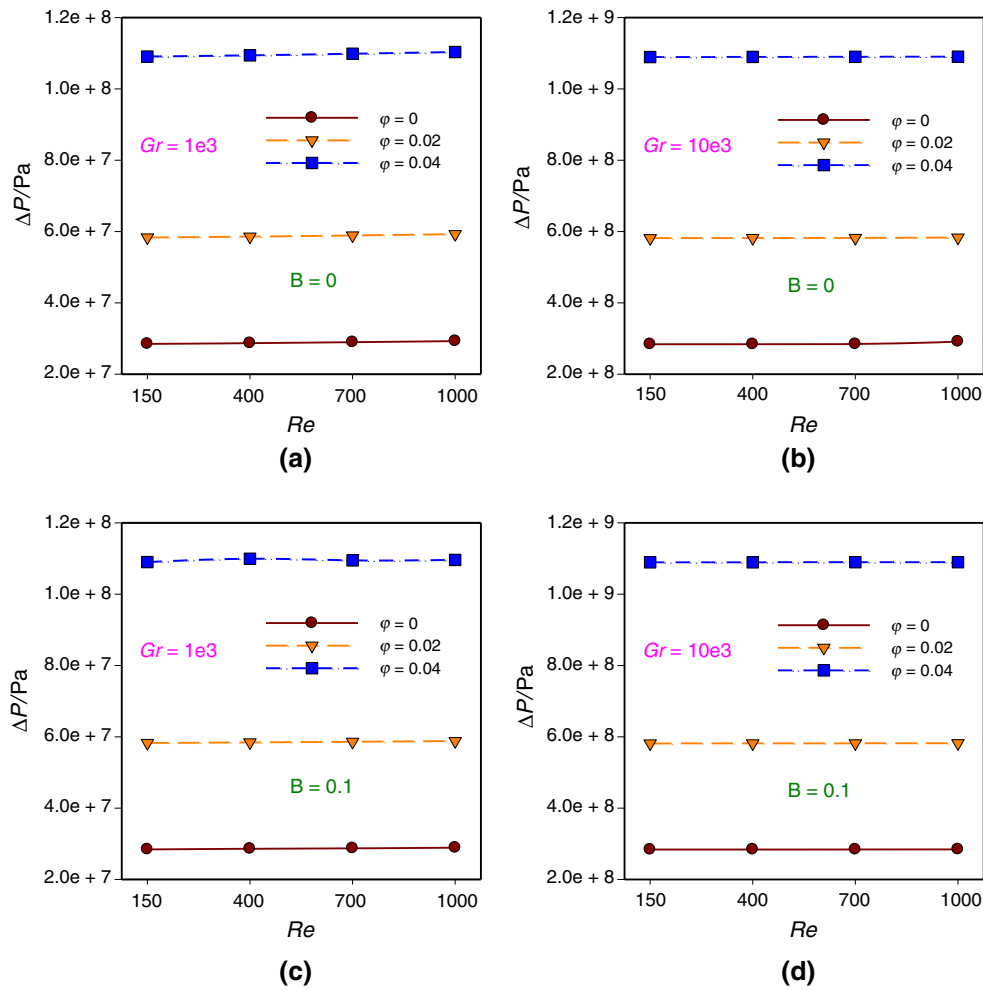 1.2e + 8
1.0e + 8
8.0e + 7
6.0e + 7
4.0e + 7
2.0e + 7
ΔP/Pa
Gr = 1e3
φ = 0
φ = 0.02
φ = 0.04
B = 0
150 400 700 1000
Re
(a)
1.2e + 9
1.0e + 9
8.0e + 8
6.0e + 8
4.0e + 8
2.0e + 8
ΔP/Pa
Gr = 10e3
φ = 0
φ = 0.02
φ = 0.04
B = 0
150 400 700 1000
Re
(b)
1.2e + 8
1.0e + 8
8.0e + 7
6.0e + 7
4.0e + 7
2.0e + 7
ΔP/Pa
Gr = 1e3
φ = 0
φ = 0.02
φ = 0.04
B = 0.1
150 400 700 1000
Re
(c)
1.2e + 9
1.0e + 9
8.0e + 8
6.0e + 8
4.0e + 8
2.0e + 8
ΔP/Pa
Gr = 10e3
φ = 0
φ = 0.02
φ = 0.04
B = 0.1
150 400 700 1000
Re
(d)